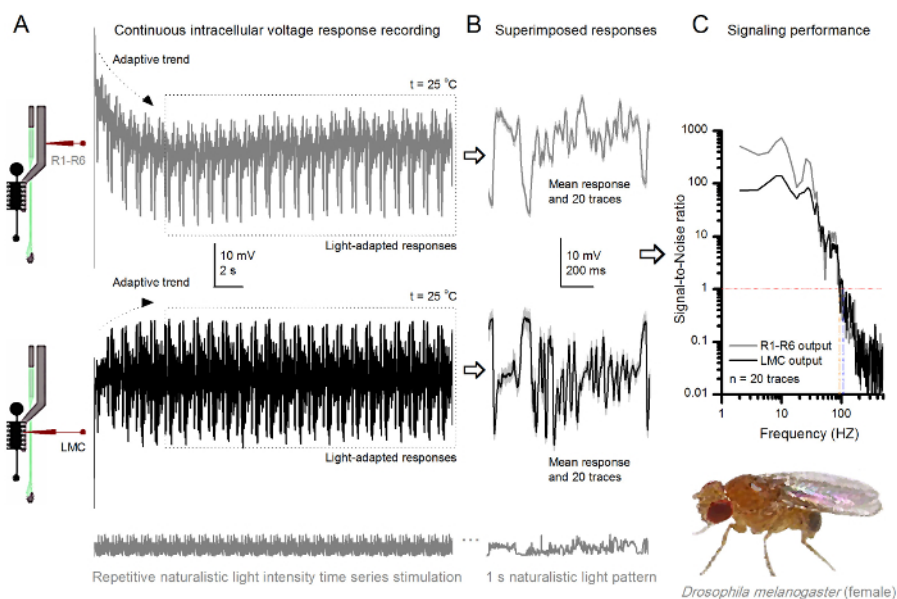 A
Continuous intracellular voltage response recording
Adaptive trend
t = 25 °C
R1-R6
Light-adapted responses
10 mV
2 s
Adaptive trend
t = 25 °C
LMC
Light-adapted responses
Repetitive naturalistic light intensity time series stimulation
B
Superimposed responses
Mean response
and 20 traces
10 mV
200 ms
Mean response
and 20 traces
...
1 s naturalistic light pattern
C
Signaling performance
Signal-to-Noise ratio
1000
100
10
1
0.1
0.01
R1-R6 output
LMC output
n = 20 traces
1
10
100
Frequency (HZ)
Drosophila melanogaster (female)